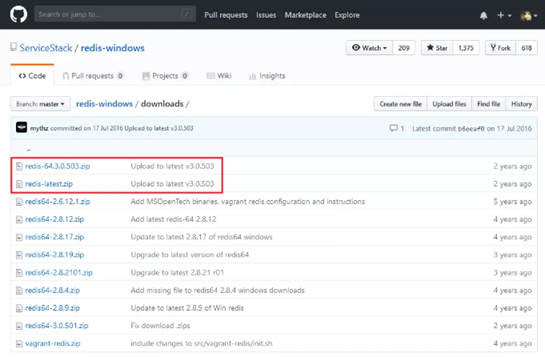 Search or jump to... /
Pull requests Issues Marketplace Explore
ServiceStack / redis-windows
Watch 209 Star 1,375 Fork 618
Code Pull requests 0 Projects 0 Wiki Insights
Branch: master redis-windows / downloads / Create new file Upload files Find file History
mythz committed on 17 Jul 2016 Upload to latest v3.0.503 1 Latest commit b6eeaf0 on 17 Jul 2016
..
redis-64.3.0.503.zip Upload to latest v3.0.503 2 years ago
redis-latest.zip Upload to latest v3.0.503 2 years ago
redis64-2.6.12.1.zip Add MSOpenTech binaries, vagrant redis configuration and instructions 5 years ago
redis64-2.8.12.zip Add latest redis-64 2.8.12 4 years ago
redis64-2.8.17.zip Update to latest 2.8.17 of redis64 windows 4 years ago
redis64-2.8.19.zip Upgrade to latest version of redis64 3 years ago
redis64-2.8.2101.zip Upgrade to 2.8.21 r01 3 years ago
redis64-2.8.4.zip Add missing file to redis64 2.8.4 windows downloads 4 years ago
redis64-2.8.9.zip Update to latest 2.8.9 of Win redis 4 years ago
redis64-3.0.501.zip Fix download .zips 2 years ago
vagrant-redis.zip include changes to src/vagrant-redis/init.sh 4 years ago